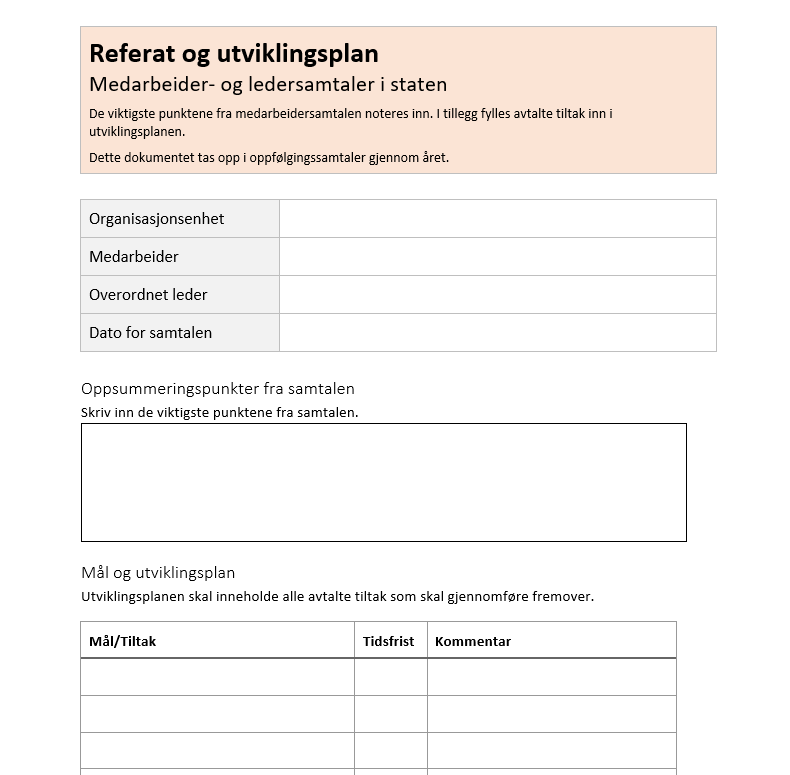 Referat og utviklingsplan
Medarbeider- og ledersamtaler i staten
De viktigste punktene fra medarbeidersamtalen noteres inn. I tillegg fylles avtalte tiltak inn i
utviklingsplanen.
Dette dokumentet tas opp i oppfølgingssamtaler gjennom året.
Organisasjonsenhet
Medarbeider
Overordnet leder
Dato for samtalen
Oppsummeringspunkter fra samtalen
Skriv inn de viktigste punktene fra samtalen.
Mål og utviklingsplan
Utviklingsplanen skal inneholde alle avtalte tiltak som skal gjennomføre fremover.
Mål/Tiltak Tidsfrist Kommentar